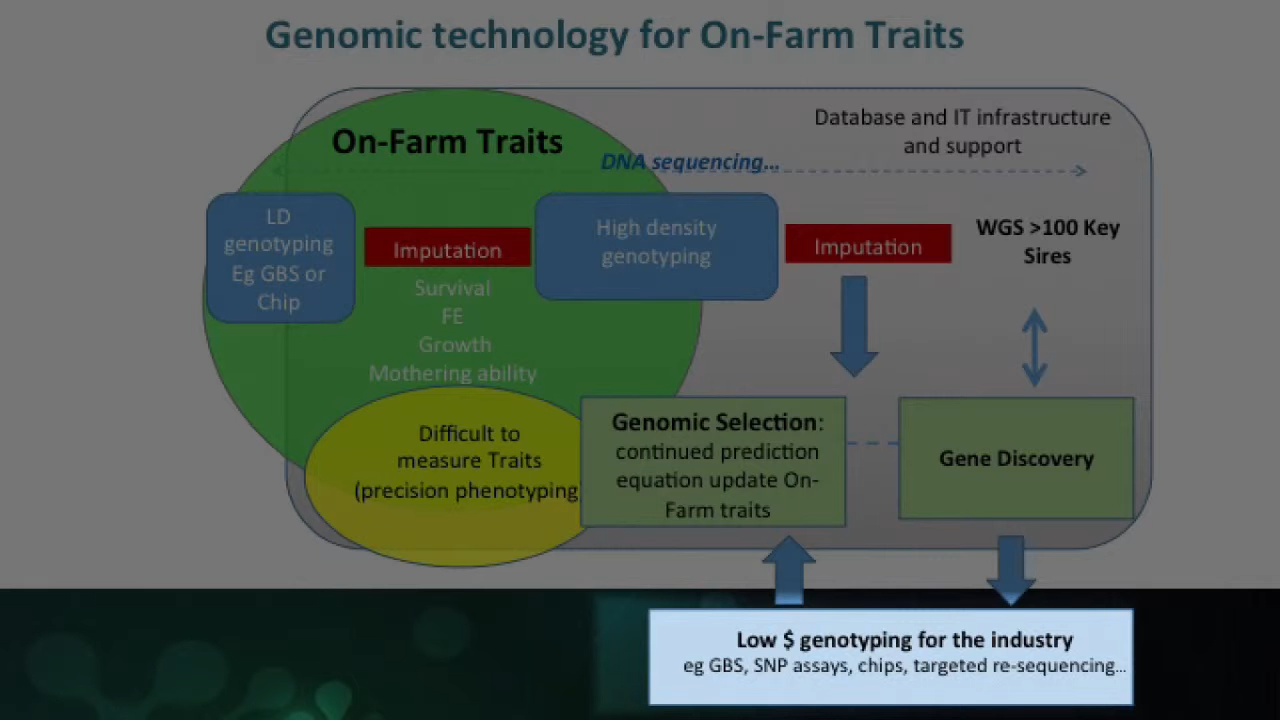 Genomic technology for On-Farm Traits
On-Farm Traits
Database and IT infrastructure
and support
DNA sequencing…
LD
genotyping
Eg GBS or
Chip
Imputation
High density
genotyping
Imputation
WGS >100 Key
Sires
Survival
FE
Growth
Mothering ability
Difficult to
measure Traits
(precision phenotyping
Genomic Selection:
continued prediction
equation update On-
Farm traits
Gene Discovery
Low $ genotyping for the industry
eg GBS, SNP assays, chips, targeted re-sequencing…